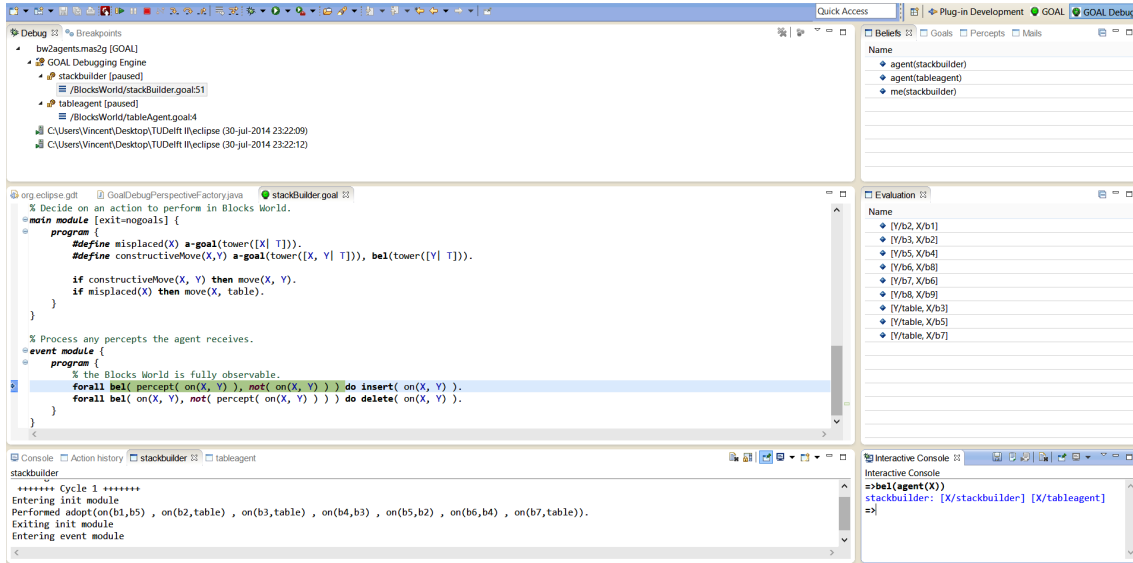 Quick Access
Plug-in Development GOAL GOAL Debug
Debug Breakpoints
bw2agents.mas2g [GOAL]
GOAL Debugging Engine
stackbuilder [paused]
/BlocksWorld/stackBuilder.goal:51
tableagent [paused]
/BlocksWorld/tableAgent.goal:4
C:\Users\Vincent\Desktop\TUDelft II\eclipse (30-jul-2014 23:22:09)
C:\Users\Vincent\Desktop\TUDelft II\eclipse (30-jul-2014 23:22:12)
Beliefs Goals Percepts Mails
Name
agent(stackbuilder)
agent(tableagent)
me(stackbuilder)
org.eclipse.gdt GoalDebugPerspectiveFactory.java stackBuilder.goal
% Decide on an action to perform in Blocks World.
main module [exit=nogoals] {
program {
#define misplaced(X) a-goal(tower([X| T])).
#define constructiveMove(X,Y) a-goal(tower([X, Y| T])), bel(tower([Y| T])).
if constructiveMove(X, Y) then move(X, Y).
if misplaced(X) then move(X, table).
}
}
% Process any percepts the agent receives.
event module {
program {
% the Blocks World is fully observable.
forall bel( percept( on(X, Y) ), not( on(X, Y) ) ) do insert( on(X, Y) ).
forall bel( on(X, Y), not( percept( on(X, Y) ) ) ) do delete( on(X, Y) ).
}
}
Evaluation
Name
[Y/b2, X/b1]
[Y/b3, X/b2]
[Y/b5, X/b4]
[Y/b6, X/b8]
[Y/b7, X/b6]
[Y/b8, X/b9]
[Y/table, X/b3]
[Y/table, X/b5]
[Y/table, X/b7]
Console Action history stackbuilder tableagent
stackbuilder
+++++++ Cycle 1 +++++++
Entering init module
Performed adopt(on(b1,b5) , on(b2,table) , on(b3,table) , on(b4,b3) , on(b5,b2) , on(b6,b4) , on(b7,table)).
Exiting init module
Entering event module
Interactive Console
Interactive Console
=>bel(agent(X))
stackbuilder: [X/stackbuilder] [X/tableagent]
=>